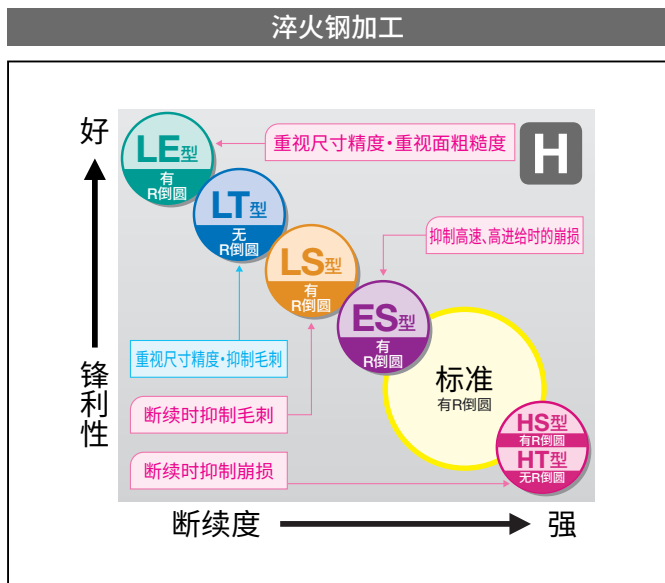 淬火钢加工
好
LE型
有
R倒圆
重视尺寸精度·重视面粗糙度
H
LT型
无
R倒圆
LS型
有
R倒圆
抑制高速、高进给时的崩损
ES型
有
R倒圆
重视尺寸精度·抑制毛刺
锋利性
标准
有R倒圆
断续时抑制毛刺
HS型
有R倒圆
HT型
无R倒圆
断续时抑制崩损
断续度
强